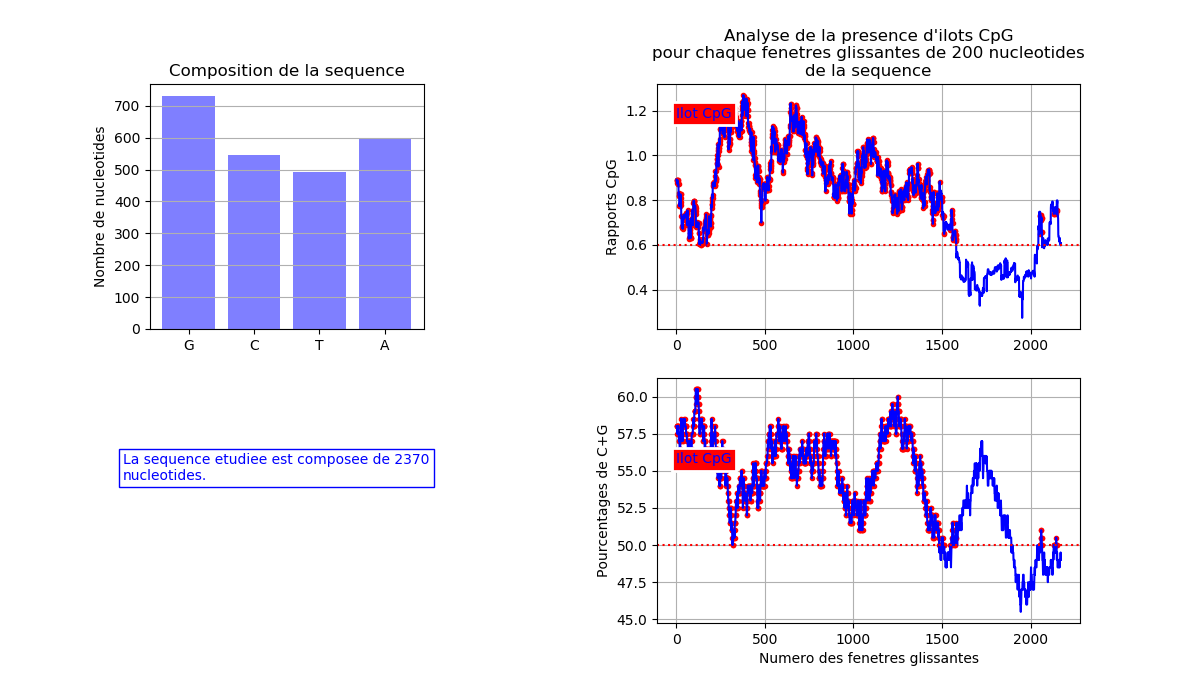 Composition de la sequence
Nombre de nucleotides
700
600
500
400
300
200
100
0
G C T A
La sequence etudiee est composee de 2370
nucleotides.
Analyse de la presence d'ilots CpG
pour chaque fenetres glissantes de 200 nucleotides
de la sequence
Rapports CpG
1.2
1.0
0.8
0.6
0.4
Ilot CpG
0 500 1000 1500 2000
Pourcentages de C+G
60.0
57.5
55.0
52.5
50.0
47.5
45.0
Ilot CpG
0 500 1000 1500 2000
Numero des fenetres glissantes